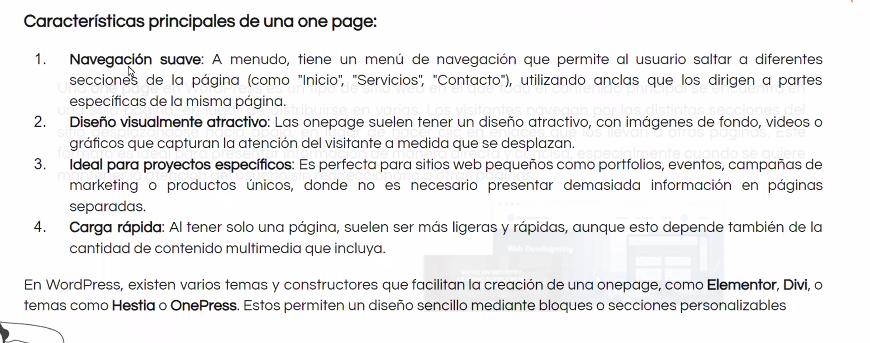 Características principales de una one page:
1. Navegación suave: A menudo, tiene un menú de navegación que permite al usuario saltar a diferentes
secciones de la página (como "Inicio", "Servicios", "Contacto"), utilizando anclas que los dirigen a partes
específicas de la misma página.
2. Diseño visualmente atractivo: Las onepage suelen tener un diseño atractivo, con imágenes de fondo, videos o
gráficos que capturan la atención del visitante a medida que se desplazan.
3. Ideal para proyectos específicos: Es perfecta para sitios web pequeños como portfolios, eventos, campañas de
marketing o productos únicos, donde no es necesario presentar demasiada información en páginas
separadas.
4. Carga rápida: Al tener solo una página, suelen ser más ligeras y rápidas, aunque esto depende también de la
cantidad de contenido multimedia que incluya.
En WordPress, existen varios temas y constructores que facilitan la creación de una onepage, como Elementor, Divi, o
temas como Hestia o OnePress. Estos permiten un diseño sencillo mediante bloques o secciones personalizables